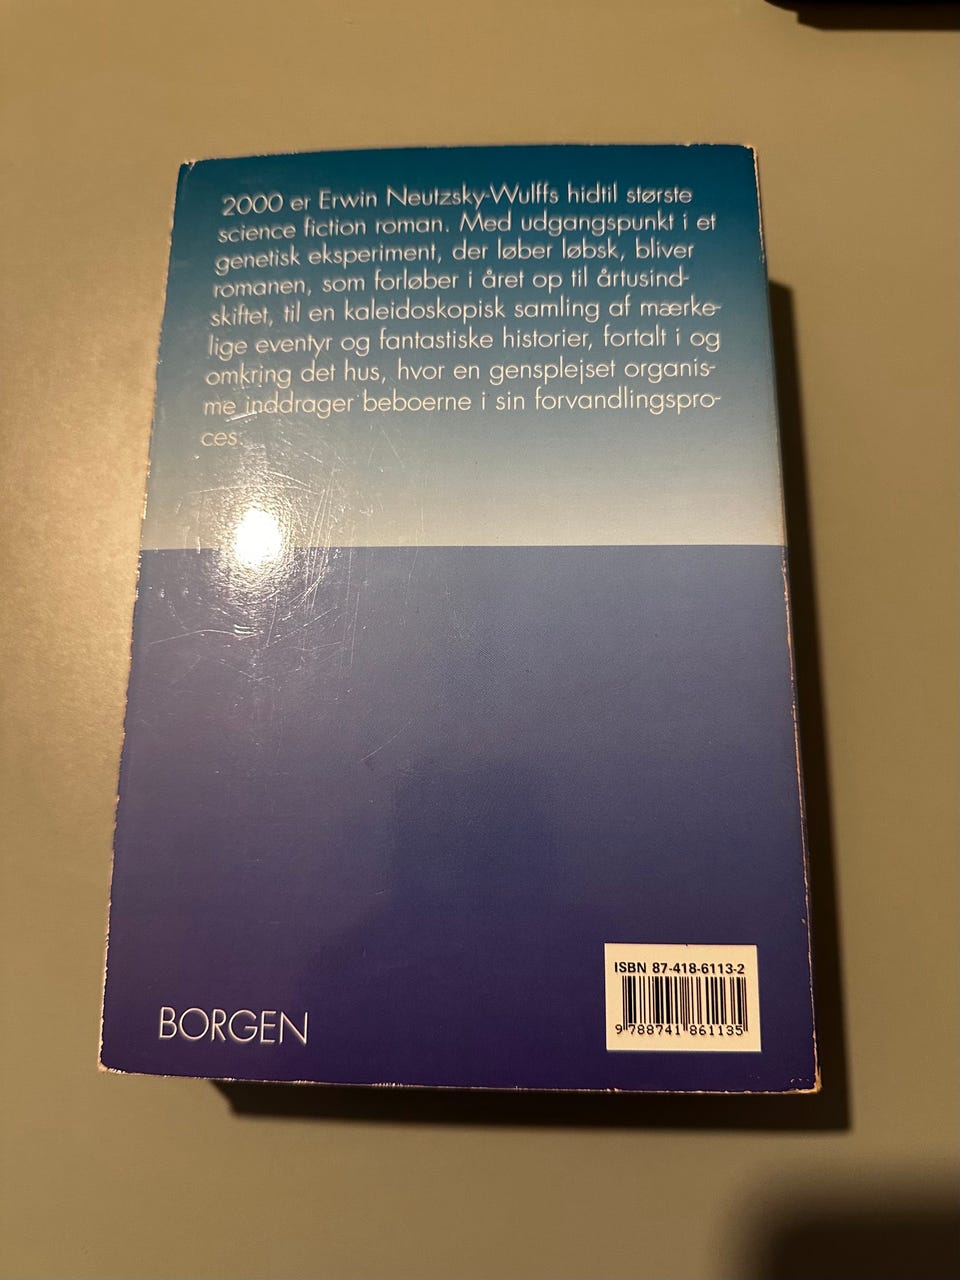 2000 er Erwin Neutzsky-Wulffs hidtil største
science fiction roman. Med udgangspunkt i et
genetisk eksperiment, der løber løbsk, bliver
romanen, som forløber i året op til årtusind-
skiftet, til en kaleidoskopisk samling af mærke-
lige eventyr og fantastiske historier, fortalt i og
omkring det hus, hvor en gensplejset organis-
me inddrager beboerne i sin forvandlingspro-
ces.
BORGEN
ISBN 87-418-6113-2
9 788741 861135